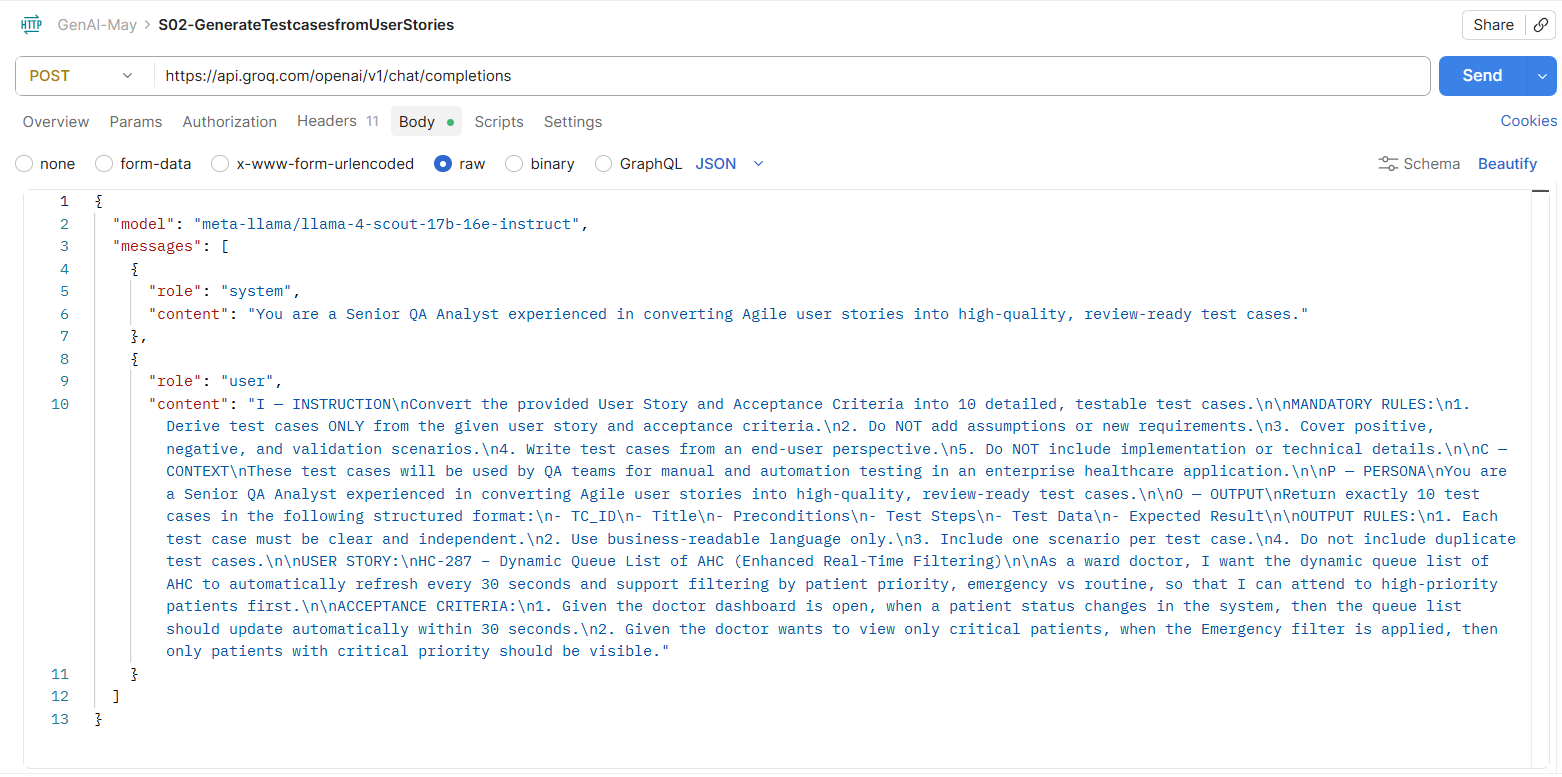 HTTP GenAI-May > S02-GenerateTestcasesfromUserStories Share
POST https://api.groq.com/openai/v1/chat/completions Send
Overview Params Authorization Headers 11 Body Scripts Settings Cookies
none form-data x-www-form-urlencoded raw binary GraphQL JSON Schema Beautify
1 {
2 "model": "meta-llama/llama-4-scout-17b-16e-instruct",
3 "messages": [
4 {
5 "role": "system",
6 "content": "You are a Senior QA Analyst experienced in converting Agile user stories into high-quality, review-ready test cases."
7 },
8 {
9 "role": "user",
10 "content": "I — INSTRUCTION\nConvert the provided User Story and Acceptance Criteria into 10 detailed, testable test cases.\n\nMANDATORY RULES:\n1.
Derive test cases ONLY from the given user story and acceptance criteria.\n2. Do NOT add assumptions or new requirements.\n3. Cover positive,
negative, and validation scenarios.\n4. Write test cases from an end-user perspective.\n5. Do NOT include implementation or technical details.\n\nC —
CONTEXT\nThese test cases will be used by QA teams for manual and automation testing in an enterprise healthcare application.\n\nP — PERSONA\nYou are
a Senior QA Analyst experienced in converting Agile user stories into high-quality, review-ready test cases.\n\nO — OUTPUT\nReturn exactly 10 test
cases in the following structured format:\n- TC_ID\n- Title\n- Preconditions\n- Test Steps\n- Test Data\n- Expected Result\n\nOUTPUT RULES:\n1. Each
test case must be clear and independent.\n2. Use business-readable language only.\n3. Include one scenario per test case.\n4. Do not include duplicate
test cases.\n\nUSER STORY:\nHC-287 – Dynamic Queue List of AHC (Enhanced Real-Time Filtering)\n\nAs a ward doctor, I want the dynamic queue list of
AHC to automatically refresh every 30 seconds and support filtering by patient priority, emergency vs routine, so that I can attend to high-priority
patients first.\n\nACCEPTANCE CRITERIA:\n1. Given the doctor dashboard is open, when a patient status changes in the system, then the queue list
should update automatically within 30 seconds.\n2. Given the doctor wants to view only critical patients, when the Emergency filter is applied, then
only patients with critical priority should be visible."
11 }
12 ]
13 }